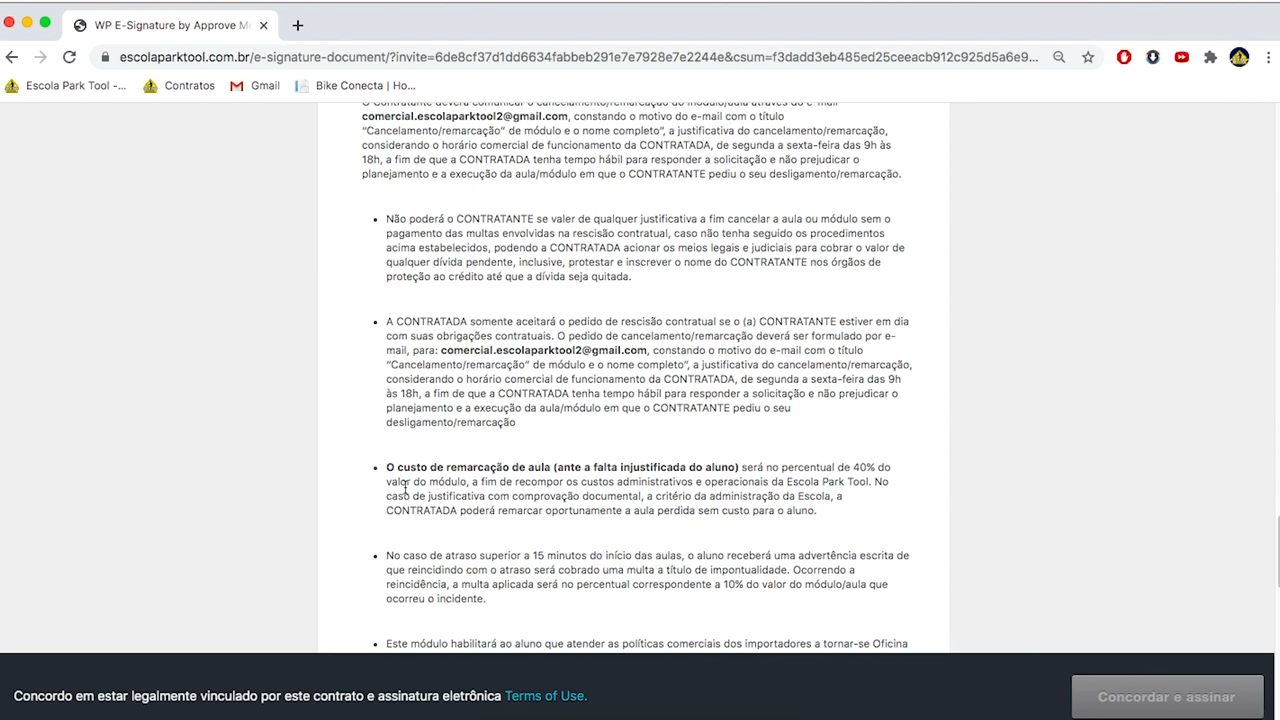 WP E-Signature by Approve M
escolaparktool.com.br/e-signature-document/?invite=6de8cf37d1dd6634fabbeb291e7e7928e7e2244e&csum=f3dadd3eb485ed25ceeacb912c925d5a6e9...
Escola Park Tool -... Contratos Gmail Bike Conecta | Ho...
O Contratante deverá comunicar o cancelamento/remarcação do módulo/aula através do e-mail
comercial.escolaparktool2@gmail.com, constando o motivo do e-mail com o título
“Cancelamento/remarcação” de módulo e o nome completo”, a justificativa do cancelamento/remarcação,
considerando o horário comercial de funcionamento da CONTRATADA, de segunda a sexta-feira das 9h às
18h, a fim de que a CONTRATADA tenha tempo hábil para responder a solicitação e não prejudicar o
planejamento e a execução da aula/módulo em que o CONTRATANTE pediu o seu desligamento/remarcação.
• Não poderá o CONTRATANTE se valer de qualquer justificativa a fim cancelar a aula ou módulo sem o
pagamento das multas envolvidas na rescisão contratual, caso não tenha seguido os procedimentos
acima estabelecidos, podendo a CONTRATADA acionar os meios legais e judiciais para cobrar o valor de
qualquer dívida pendente, inclusive, protestar e inscrever o nome do CONTRATANTE nos órgãos de
proteção ao crédito até que a dívida seja quitada.
• A CONTRATADA somente aceitará o pedido de rescisão contratual se o (a) CONTRATANTE estiver em dia
com suas obrigações contratuais. O pedido de cancelamento/remarcação deverá ser formulado por e-
mail, para: comercial.escolaparktool2@gmail.com, constando o motivo do e-mail com o título
“Cancelamento/remarcação” de módulo e o nome completo”, a justificativa do cancelamento/remarcação,
considerando o horário comercial de funcionamento da CONTRATADA, de segunda a sexta-feira das 9h
às 18h, a fim de que a CONTRATADA tenha tempo hábil para responder a solicitação e não prejudicar o
planejamento e a execução da aula/módulo em que o CONTRATANTE pediu o seu
desligamento/remarcação
• O custo de remarcação de aula (ante a falta injustificada do aluno) será no percentual de 40% do
valor do módulo, a fim de recompor os custos administrativos e operacionais da Escola Park Tool. No
caso de justificativa com comprovação documental, a critério da administração da Escola, a
CONTRATADA poderá remarcar oportunamente a aula perdida sem custo para o aluno.
• No caso de atraso superior a 15 minutos do início das aulas, o aluno receberá uma advertência escrita de
que reincidindo com o atraso será cobrado uma multa a título de impontualidade. Ocorrendo a
reincidência, a multa aplicada será no percentual correspondente a 10% do valor do módulo/aula que
ocorreu o incidente.
• Este módulo habilitará ao aluno que atender as políticas comerciais dos importadores a tornar-se Oficina
Concordo em estar legalmente vinculado por este contrato e assinatura eletrônica Terms of Use.
Concordar e assinar